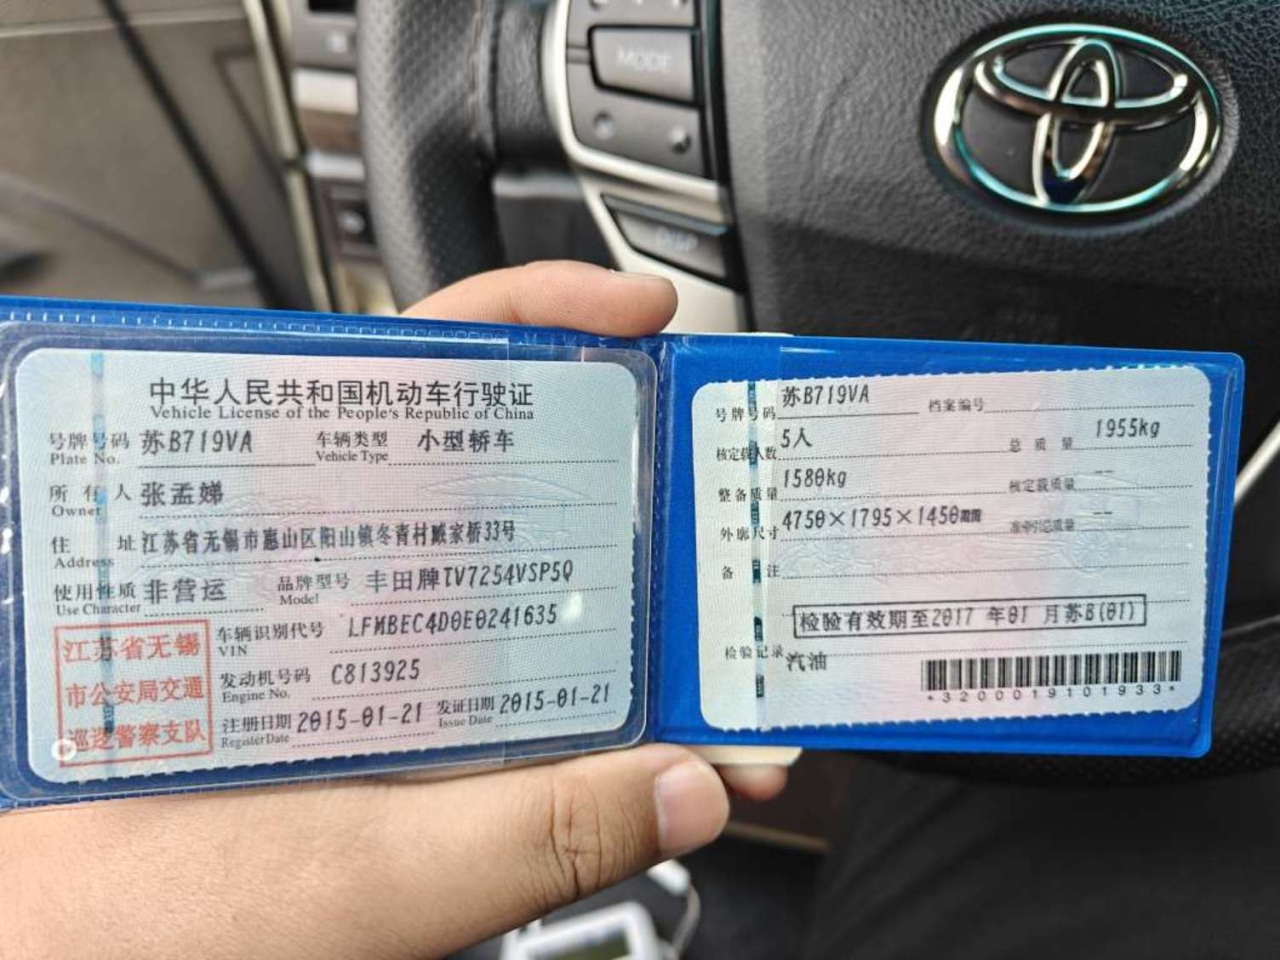 MODE
DISP
中华人民共和国机动车行驶证
Vehicle License of the People's Republic of China
号牌号码 苏B719VA 车辆类型 小型轿车
Plate No. Vehicle Type
所有人 张孟娣
Owner
住址 江苏省无锡市惠山区阳山镇冬青村臧家桥33号
Address
使用性质 非营运 品牌型号 丰田牌TV7254VSP5Q
Use Character Model
车辆识别代号 LFMBEC4D0E0241635
VIN
发动机号码 C813925
Engine No.
注册日期 2015-01-21 发证日期 2015-01-21
Register Date Issue Date
江苏省无锡
市公安局交通
巡逻警察支队
号牌号码 苏B719VA 档案编号
核定载人数 5人 总质量 1955kg
整备质量 1580kg 核定载质量 --
外廓尺寸 4750×1795×1450mm 准牵引总质量 --
备注
检验有效期至2017年01月苏B(01)
检验记录
汽油
*3200019101933*